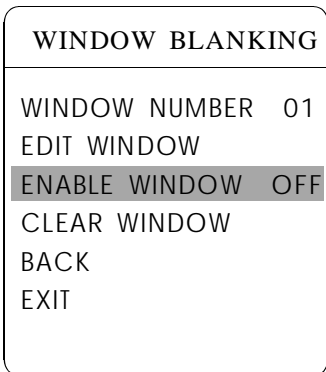 WINDOW BLANKING
WINDOW NUMBER 01
EDIT WINDOW
ENABLE WINDOW OFF
CLEAR WINDOW
BACK
EXIT